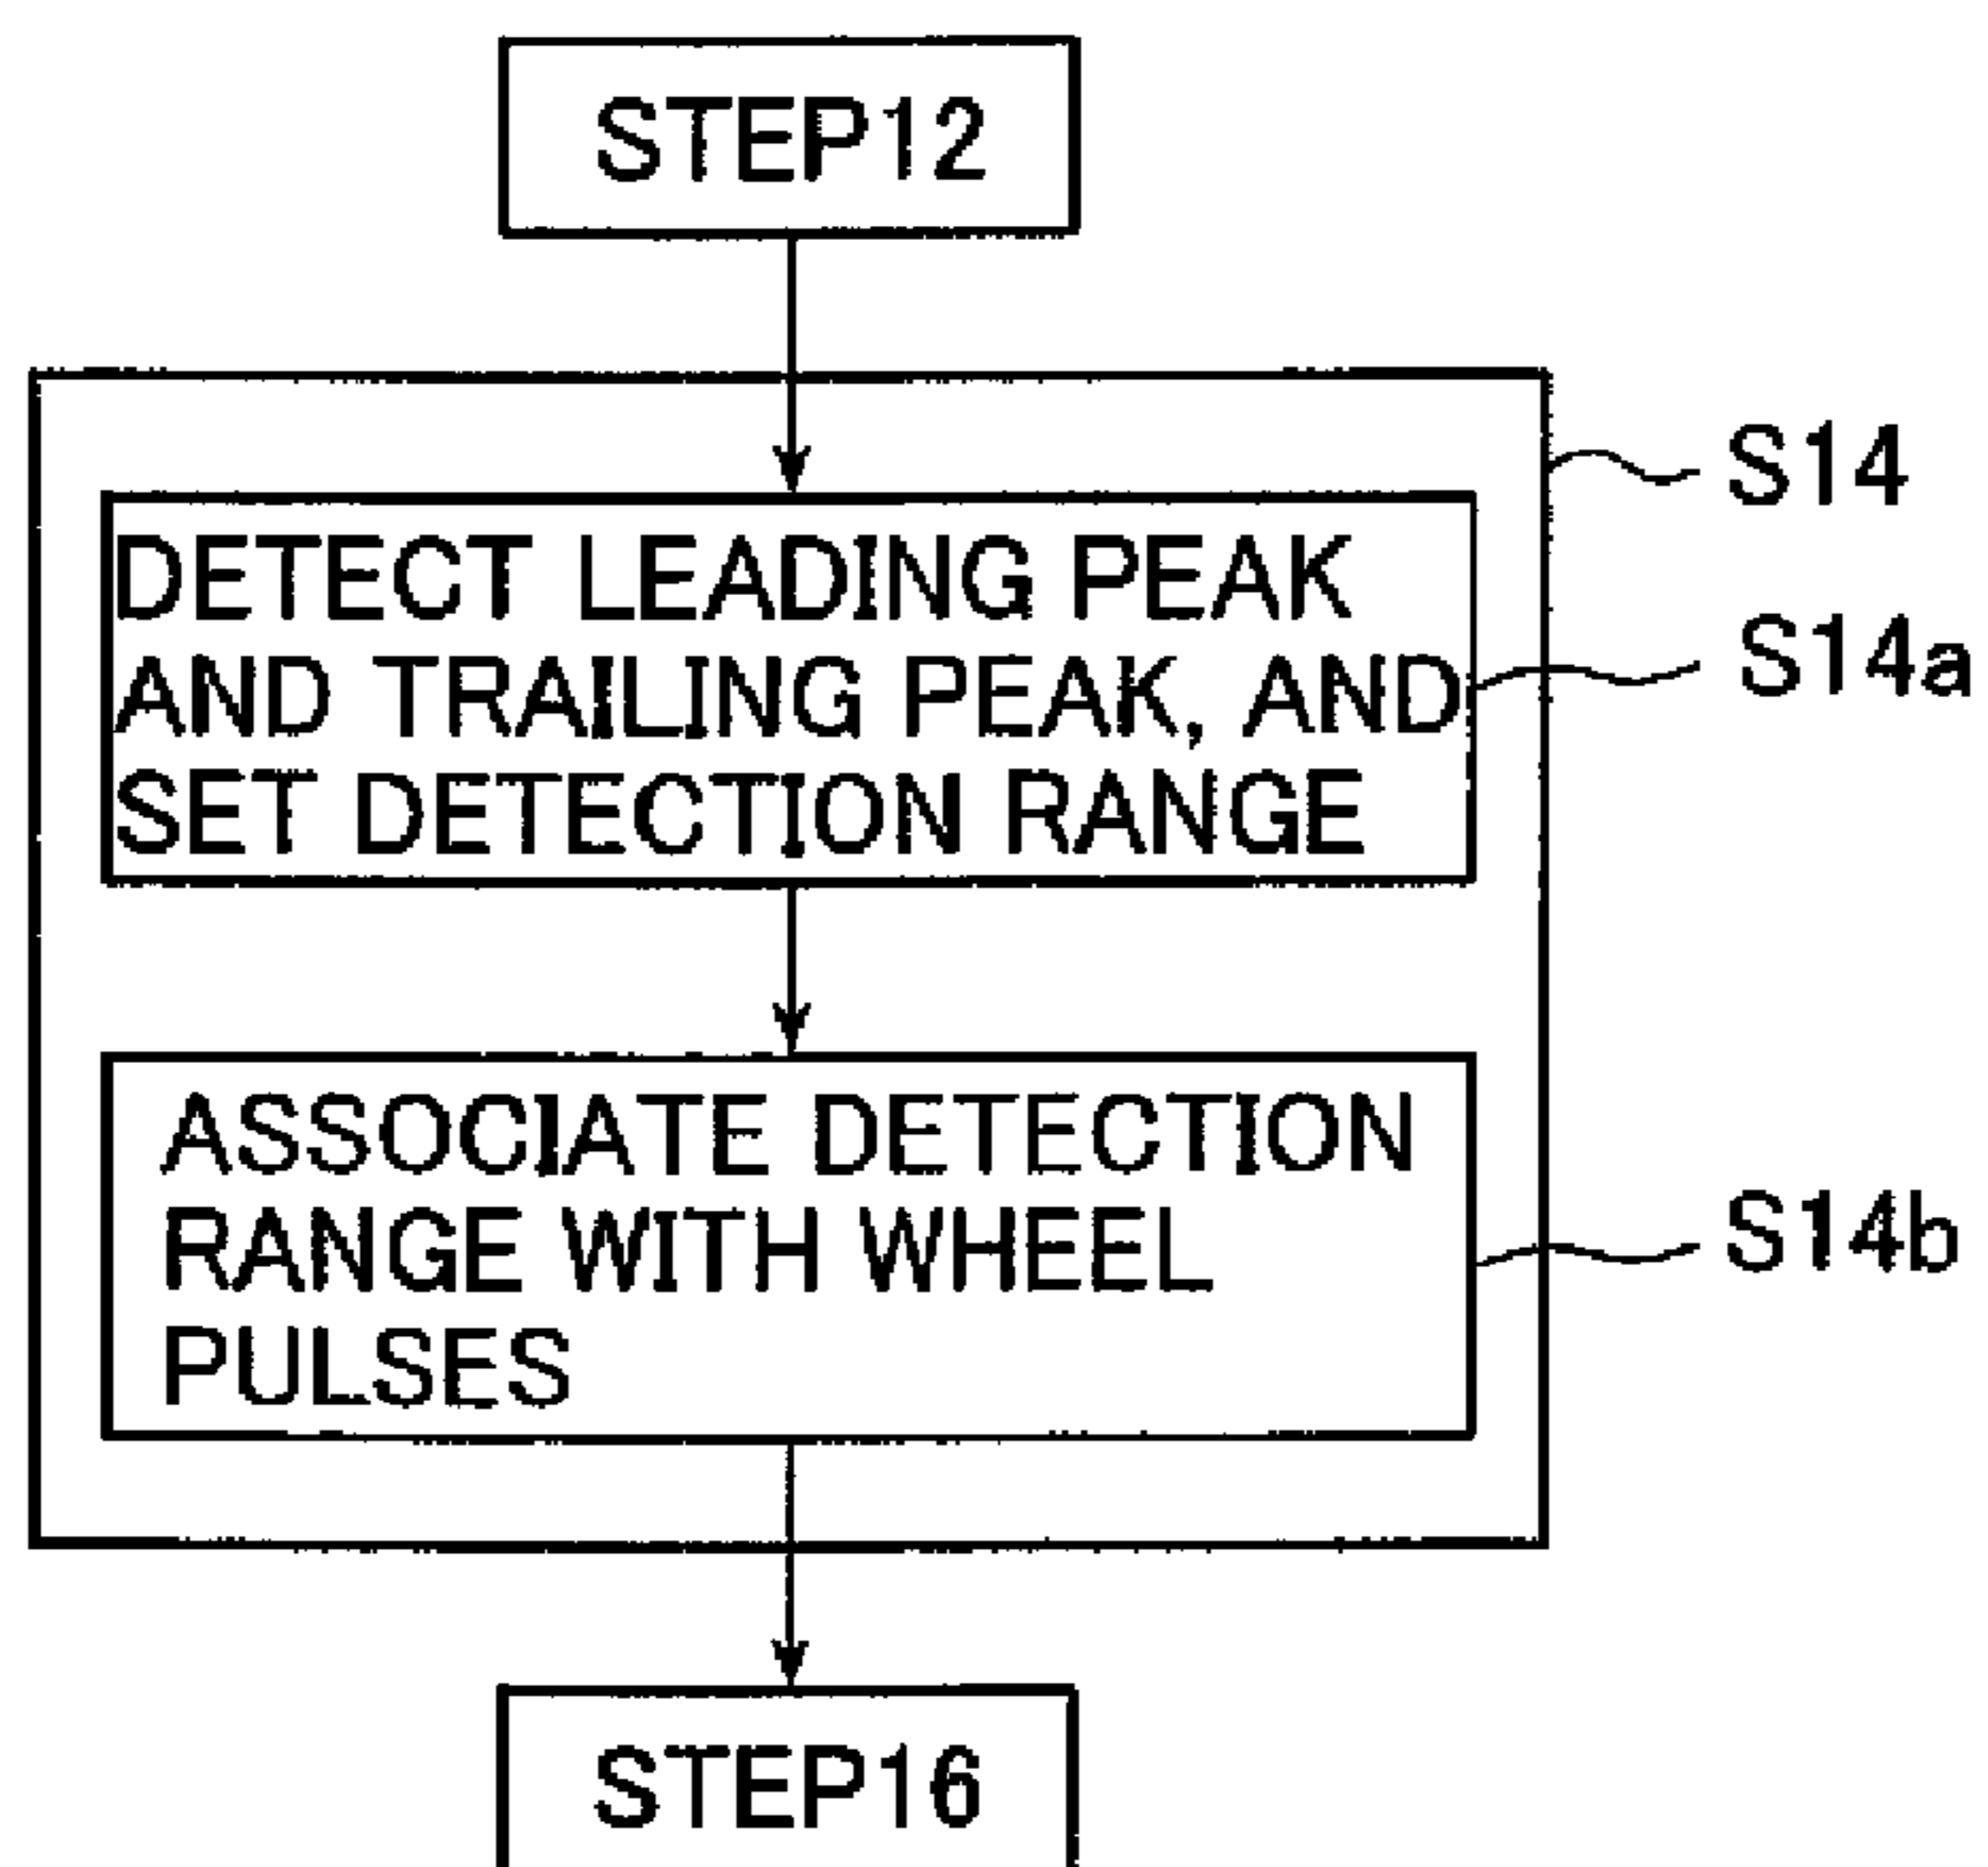 STEP12
S14
DETECT LEADING PEAK
AND TRAILING PEAK, AND
SET DETECTION RANGE
S14a
ASSOCIATE DETECTION
RANGE WITH WHEEL
PULSES
S14b
STEP16